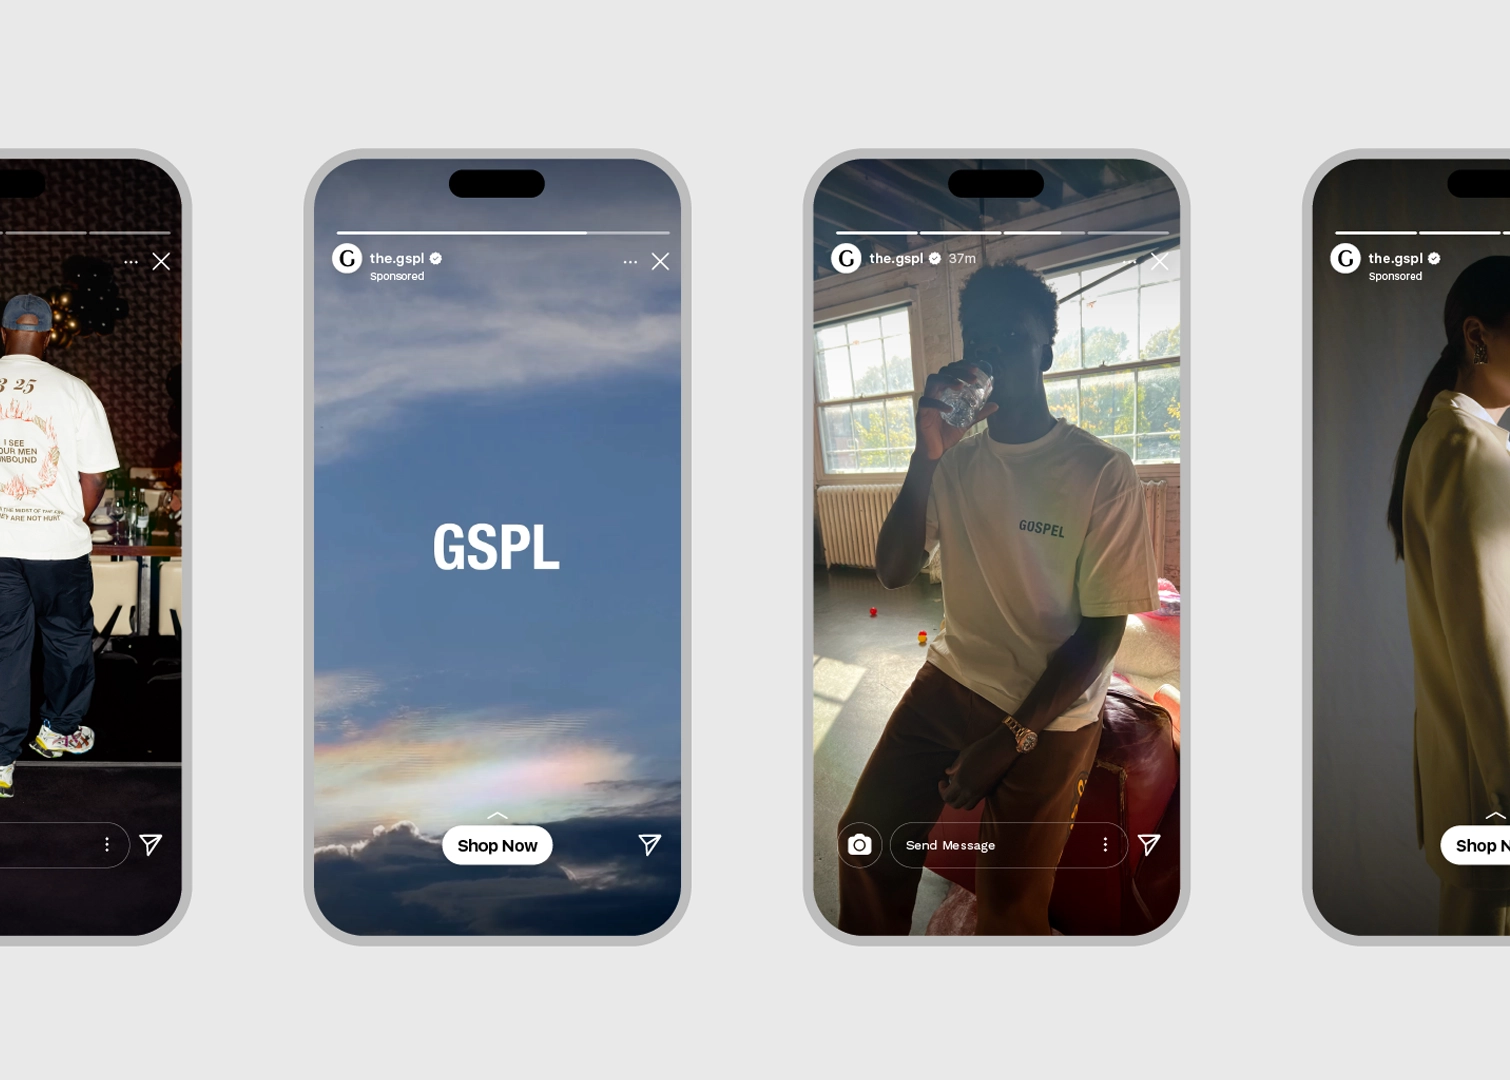 3 25
I SEE
OUR MEN
UNBOUND
THE MIDST OF THE
EY ARE NOT HURT
G
the.gspl
Sponsored
GSPL
Shop Now
G
the.gspl 37m
GOSPEL
Send Message
G
the.gspl
Sponsored
Shop N